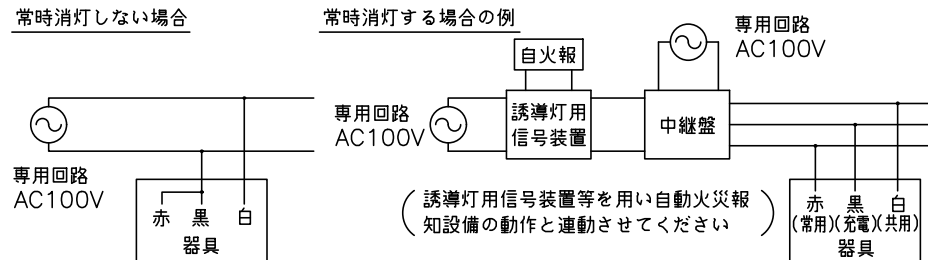 常時消灯しない場合
専用回路
AC100V
赤 黒 白
器具
常時消灯する場合の例
自火報
専用回路
AC100V
誘導灯用
信号装置
中継盤
専用回路
AC100V
(誘導灯用信号装置等を用い自動火災報
知設備の動作と連動させてください)
赤 黒 白
(常用)(充電)(共用)
器具